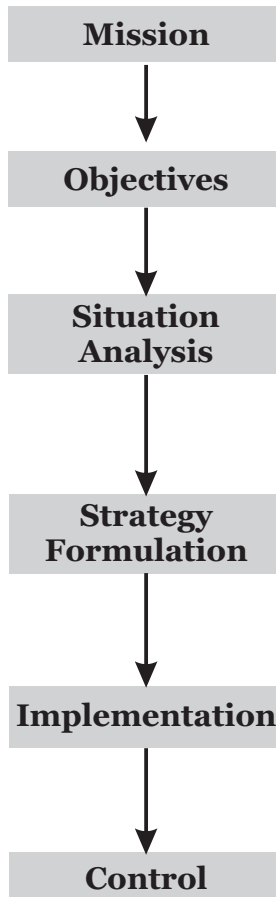 Mission
Objectives
Situation
Analysis
Strategy
Formulation
Implementation
Control